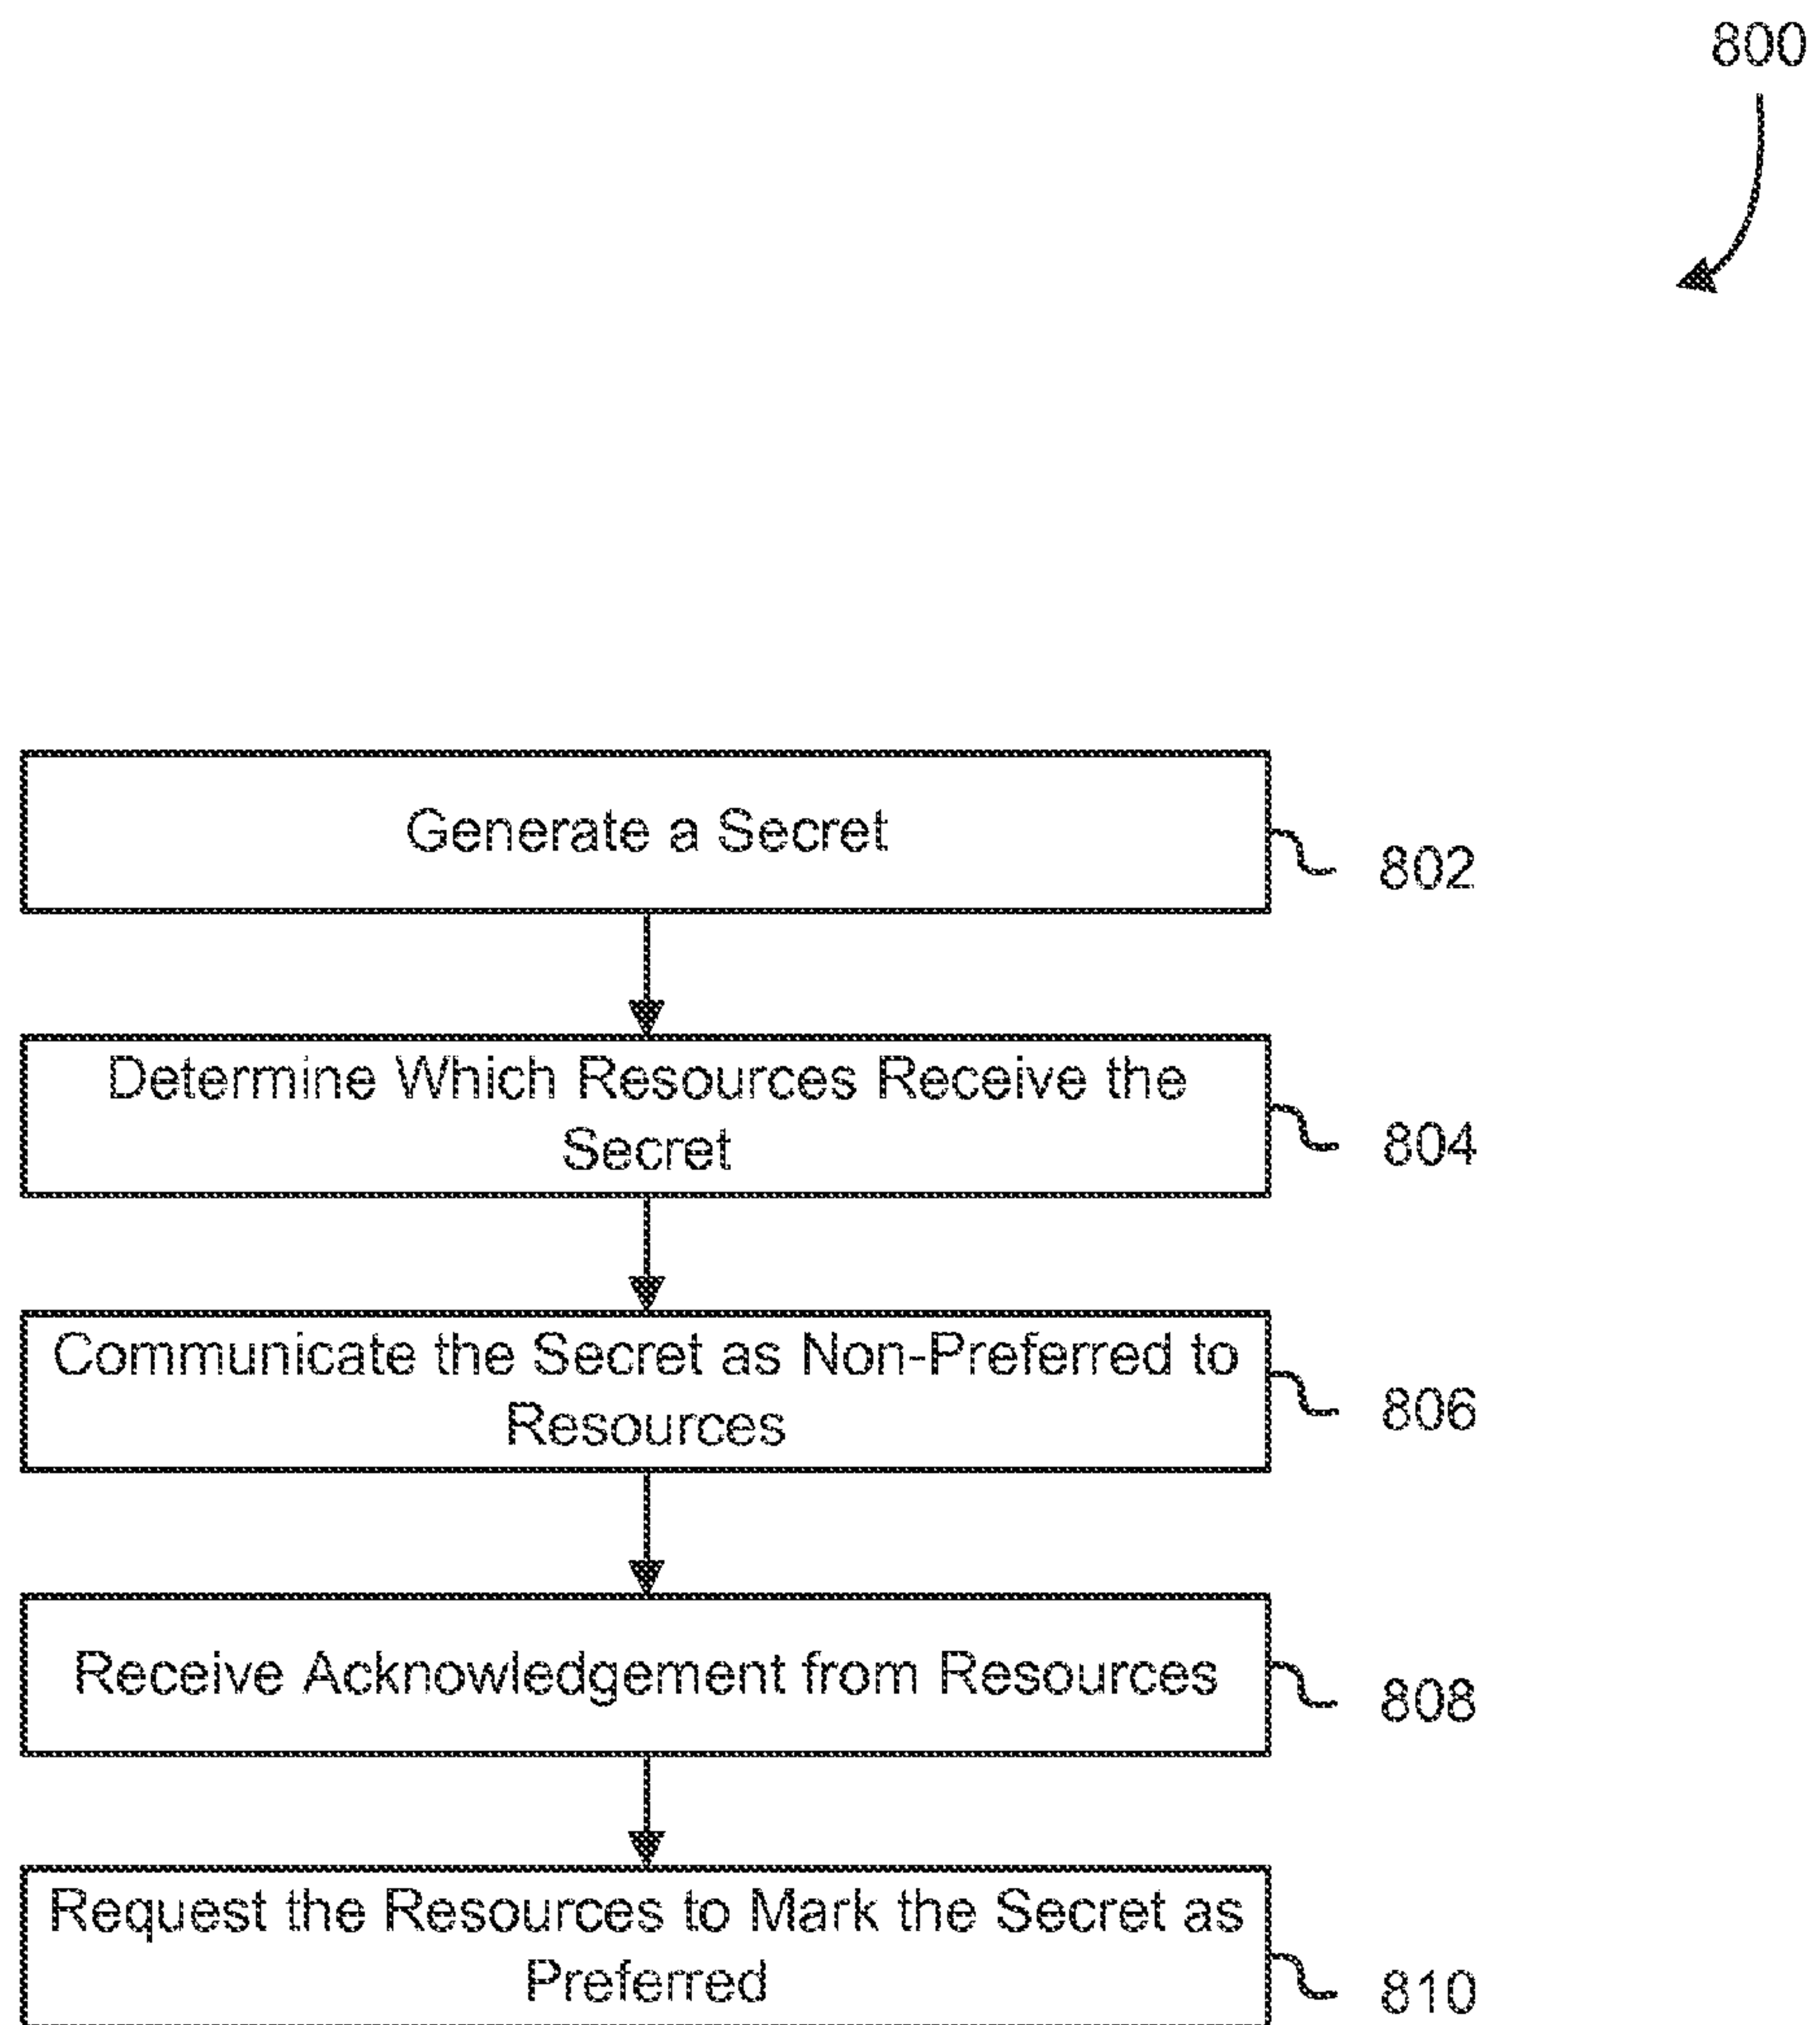 800
Generate a Secret
802
Determine Which Resources Receive the
Secret
804
Communicate the Secret as Non-Preferred to
Resources
806
Receive Acknowledgement from Resources
808
Request the Resources to Mark the Secret as
Preferred
810